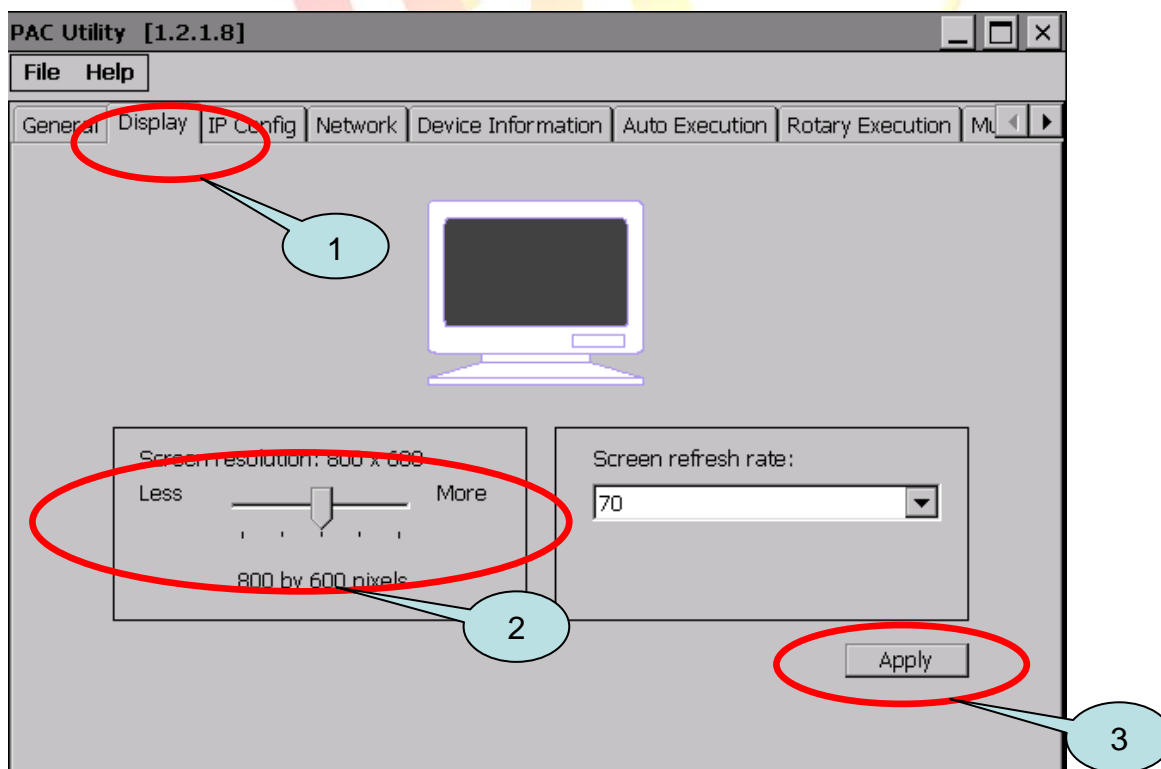 PAC Utility [1.2.1.8]
File Help
General Display IP Config Network Device Information Auto Execution Rotary Execution Mu
1
Screen resolution: 800 x 600
Less More
800 by 600 pixels
Screen refresh rate:
70
2
Apply
3